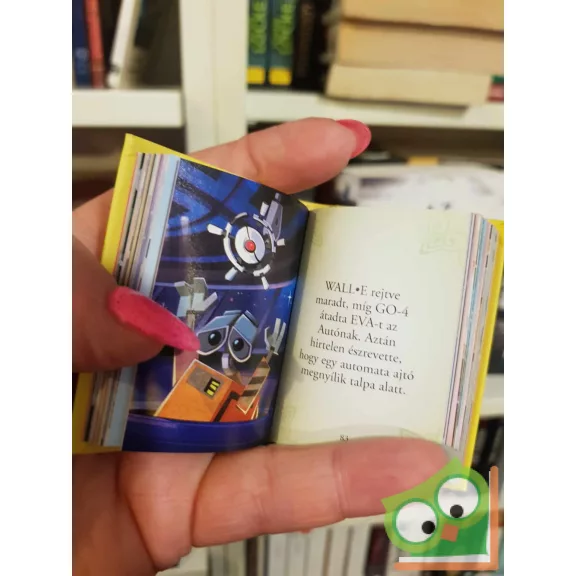 WALL•E rejtve
maradt, míg GO-4
átadta EVA-t az
Autónak. Aztán
hirtelen észrevette,
hogy egy automata ajtó
megnyílik talpa alatt.